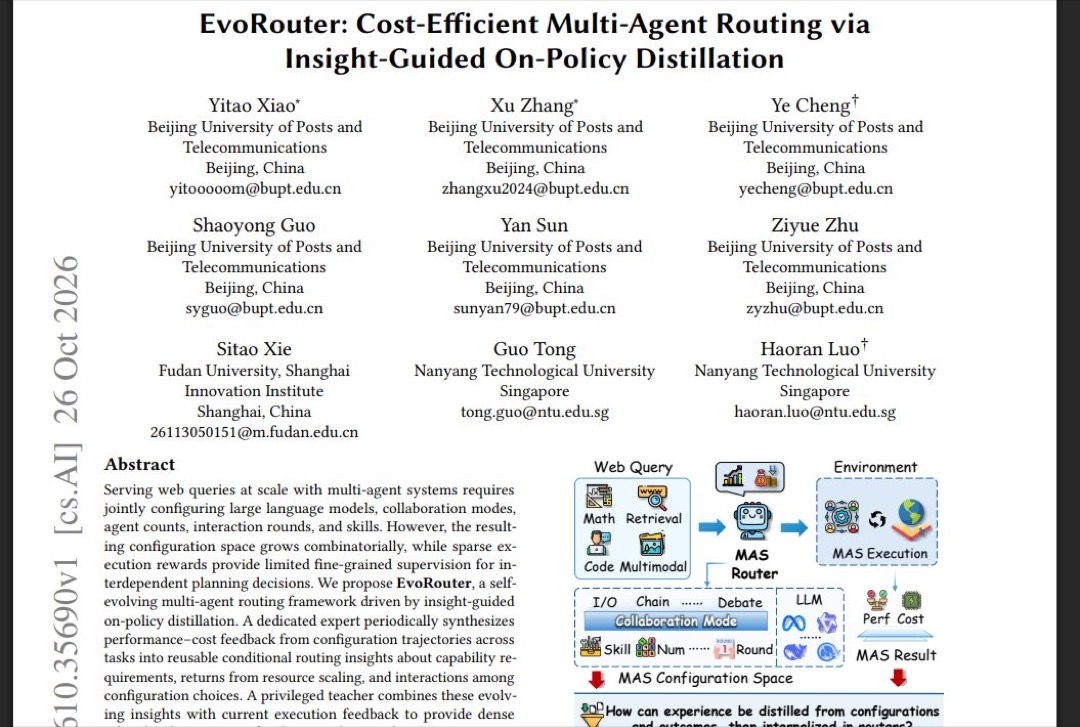 EvoRouter: Cost-Efficient Multi-Agent Routing via
Insight-Guided On-Policy Distillation
Yitao Xiao*
Beijing University of Posts and
Telecommunications
Beijing, China
yitooooom@bupt.edu.cn
Xu Zhang*
Beijing University of Posts and
Telecommunications
Beijing, China
zhangxu2024@bupt.edu.cn
Ye Cheng†
Beijing University of Posts and
Telecommunications
Beijing, China
yecheng@bupt.edu.cn
Shaoyong Guo
Beijing University of Posts and
Telecommunications
Beijing, China
syguo@bupt.edu.cn
Yan Sun
Beijing University of Posts and
Telecommunications
Beijing, China
sunyan79@bupt.edu.cn
Ziyue Zhu
Beijing University of Posts and
Telecommunications
Beijing, China
zyzhu@bupt.edu.cn
Sitao Xie
Fudan University, Shanghai
Innovation Institute
Shanghai, China
26113050151@m.fudan.edu.cn
Guo Tong
Nanyang Technological University
Singapore
tong.guo@ntu.edu.sg
Haoran Luo†
Nanyang Technological University
Singapore
haoran.luo@ntu.edu.sg
610.35690v1 [cs.AI] 26 Oct 2026
Abstract
Serving web queries at scale with multi-agent systems requires
jointly configuring large language models, collaboration modes,
agent counts, interaction rounds, and skills. However, the result-
ing configuration space grows combinatorially, while sparse ex-
ecution rewards provide limited fine-grained supervision for in-
terdependent planning decisions. We propose EvoRouter, a self-
evolving multi-agent routing framework driven by insight-guided
on-policy distillation. A dedicated expert periodically synthesizes
performance–cost feedback from configuration trajectories across
tasks into reusable conditional routing insights about capability re-
quirements, returns from resource scaling, and interactions among
configuration choices. A privileged teacher combines these evolv-
ing insights with current execution feedback to provide dense
Web Query
Math Retrieval
Code Multimodal
MAS
Router
Environment
MAS Execution
I/O Chain ...... Debate
Collaboration Mode
Skill Num ...... Round
LLM
......
MAS Configuration Space
Perf Cost
MAS Result
How can experience be distilled from configurations
and outcomes, then internalized in routers?